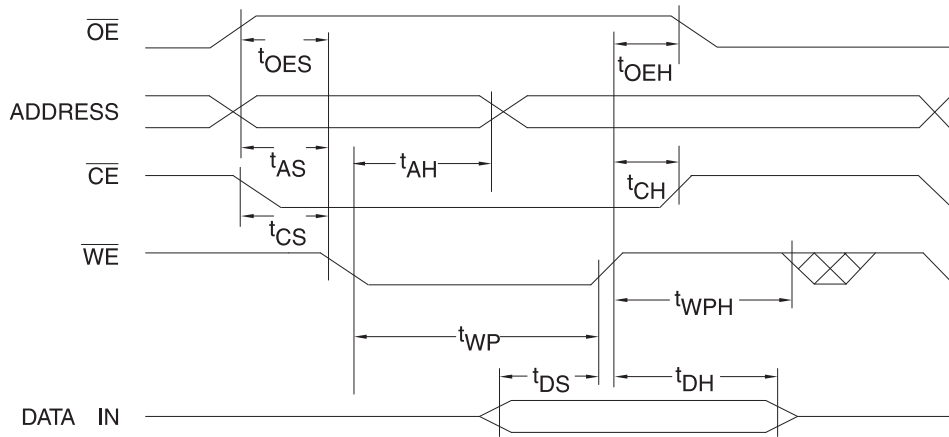 OE
tOES
tOEH
ADDRESS
tAS
tAH
CE
tCH
tCS
WE
tWPH
tWP
tDS
tDH
DATA IN